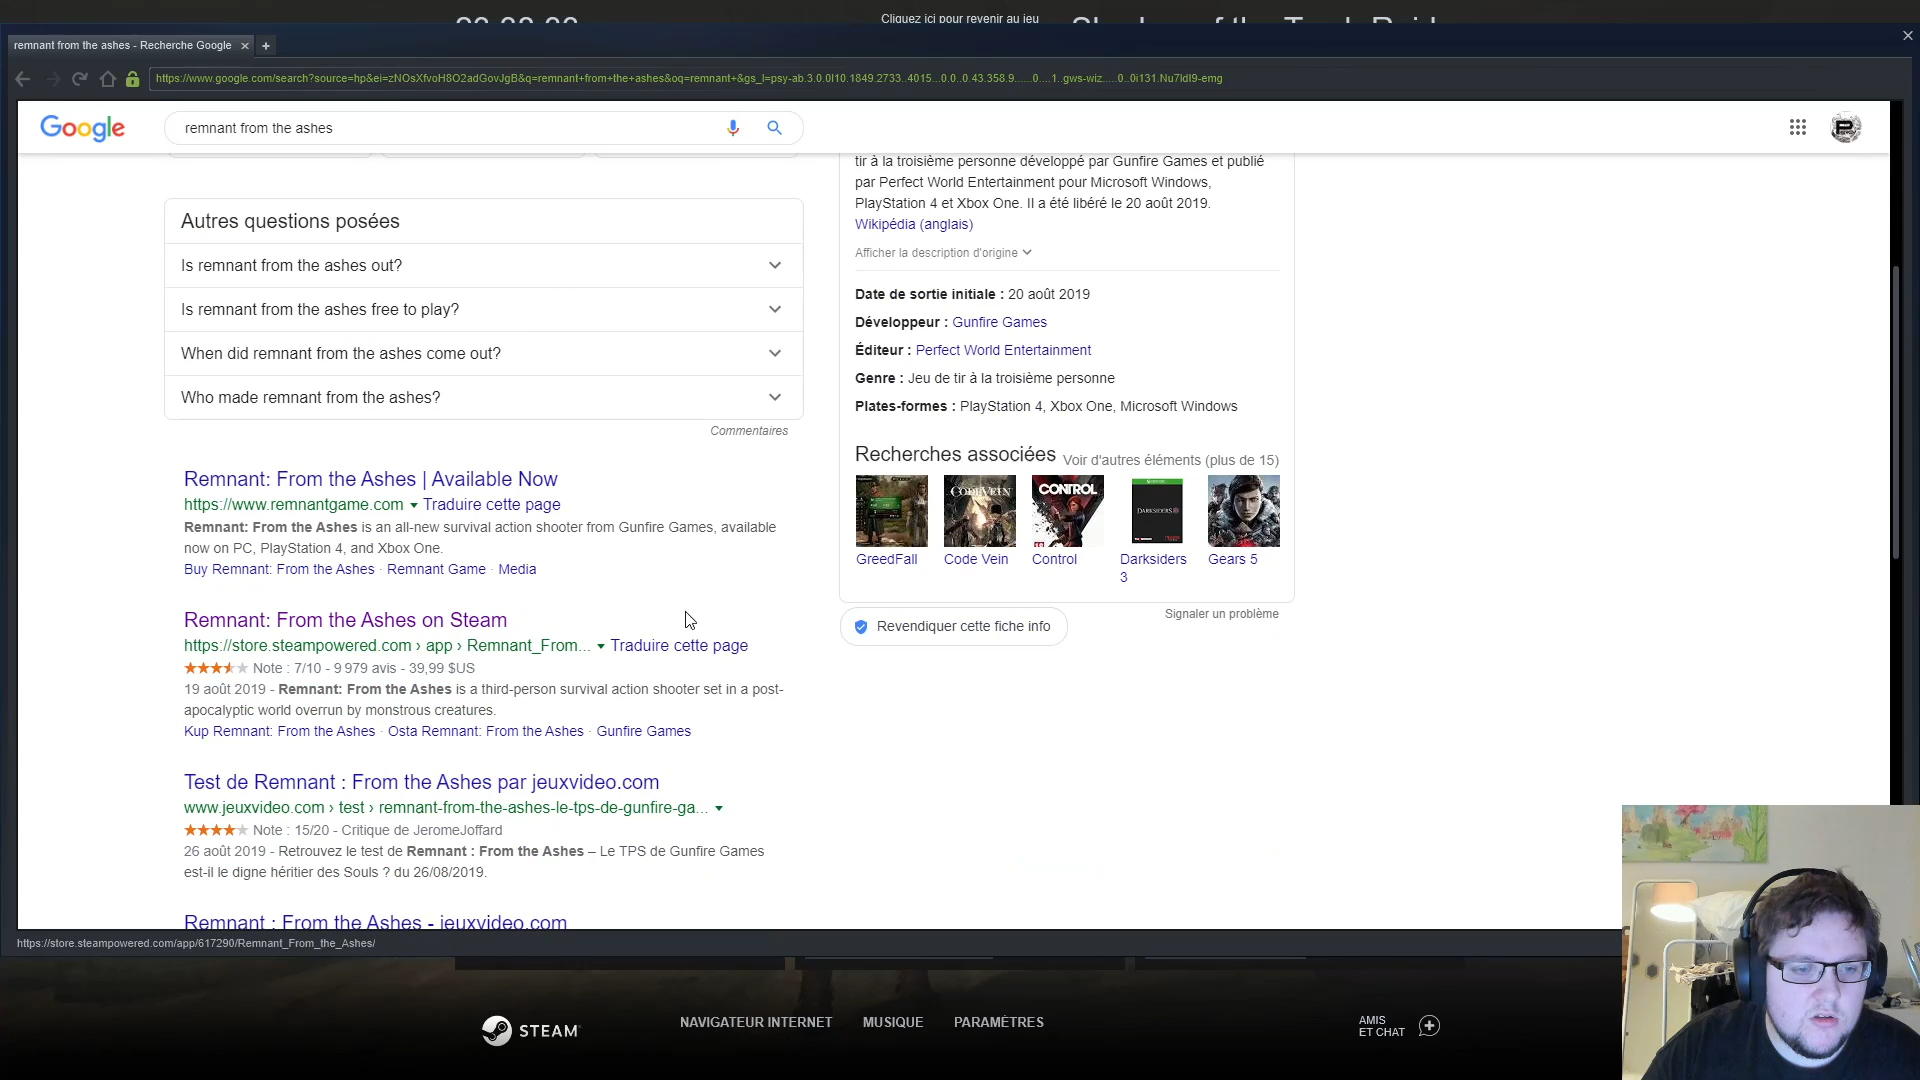 Cliquez ici pour revenir au jeu
remnant from the ashes - Recherche Google
https://www.google.com/search?source=hp&ei=zNOsXfvoH8O2adGovJgB&q=remnant+from+the+ashes&oq=remnant+&gs_l=psy-ab.3.0.0l10.1849.2733..4015...0.0..0.43.358.9......0....1..gws-wiz.....0..0i131.Nu7ldI9-emg
Google
remnant from the ashes
tir à la troisième personne développé par Gunfire Games et publié
par Perfect World Entertainment pour Microsoft Windows,
PlayStation 4 et Xbox One. Il a été libéré le 20 août 2019.
Wikipédia (anglais)
Afficher la description d'origine
Date de sortie initiale : 20 août 2019
Développeur : Gunfire Games
Éditeur : Perfect World Entertainment
Genre : Jeu de tir à la troisième personne
Plates-formes : PlayStation 4, Xbox One, Microsoft Windows
Recherches associées
Voir d'autres éléments (plus de 15)
CODE VEIN
CONTROL
DARKSIDERS
GreedFall
Code Vein
Control
Darksiders
3
Gears 5
Signaler un problème
Revendiquer cette fiche info
Autres questions posées
Is remnant from the ashes out?
Is remnant from the ashes free to play?
When did remnant from the ashes come out?
Who made remnant from the ashes?
Commentaires
Remnant: From the Ashes | Available Now
https://www.remnantgame.com Traduire cette page
Remnant: From the Ashes is an all-new survival action shooter from Gunfire Games, available
now on PC, PlayStation 4, and Xbox One.
Buy Remnant: From the Ashes · Remnant Game · Media
Remnant: From the Ashes on Steam
https://store.steampowered.com › app › Remnant_From... Traduire cette page
Note : 7/10 - 9 979 avis - 39,99 $US
19 août 2019 - Remnant: From the Ashes is a third-person survival action shooter set in a post-
apocalyptic world overrun by monstrous creatures.
Kup Remnant: From the Ashes · Osta Remnant: From the Ashes · Gunfire Games
Test de Remnant : From the Ashes par jeuxvideo.com
www.jeuxvideo.com › test › remnant-from-the-ashes-le-tps-de-gunfire-ga...
Note : 15/20 - Critique de JeromeJoffard
26 août 2019 - Retrouvez le test de Remnant : From the Ashes – Le TPS de Gunfire Games
est-il le digne héritier des Souls ? du 26/08/2019.
Remnant : From the Ashes - jeuxvideo.com
https://store.steampowered.com/app/617290/Remnant_From_the_Ashes/
STEAM
NAVIGATEUR INTERNET
MUSIQUE
PARAMÈTRES
AMIS
ET CHAT